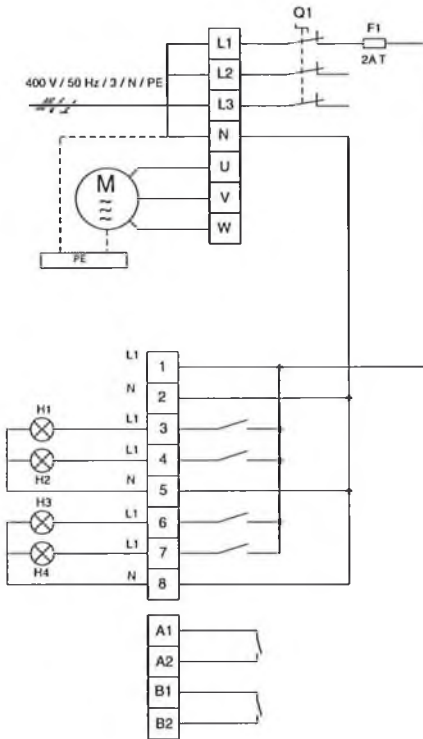 Q1
L1
F1
2A T
L2
400 V / 50 Hz / 3 / N / PE
L3
N
U
M
V
W
PE
L1
1
N
2
H1
L1
3
L1
4
H2
N
5
H3
L1
6
L1
7
H4
N
8
A1
A2
B1
B2